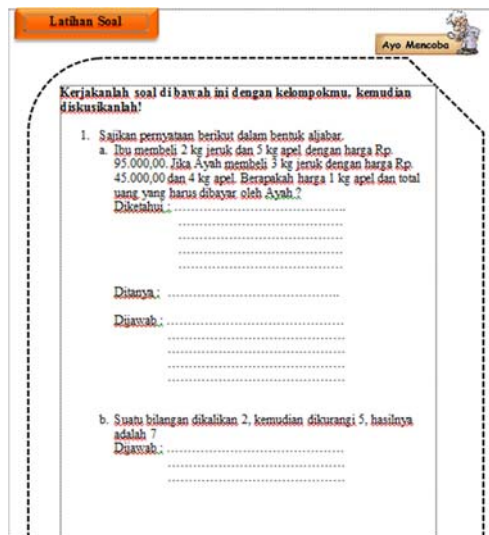 Latihan Soal
Ayo Mencoba
Kerjakanlah soal di bawah ini dengan kelompokmu, kemudian
diskusikanlah!
1. Sajikan pernyataan berikut dalam bentuk aljabar.
a. Ibu membeli 2 kg jeruk dan 5 kg apel dengan harga Rp.
95.000,00. Jika Ayah membeli 3 kg jeruk dengan harga Rp.
45.000,00 dan 4 kg apel. Berapakah harga 1 kg apel dan total
uang yang harus dibayar oleh Ayah ?
Diketahui :
Ditanya :
Dijawab :
b. Suatu bilangan dikalikan 2, kemudian dikurangi 5, hasilnya
adalah 7
Dijawab :